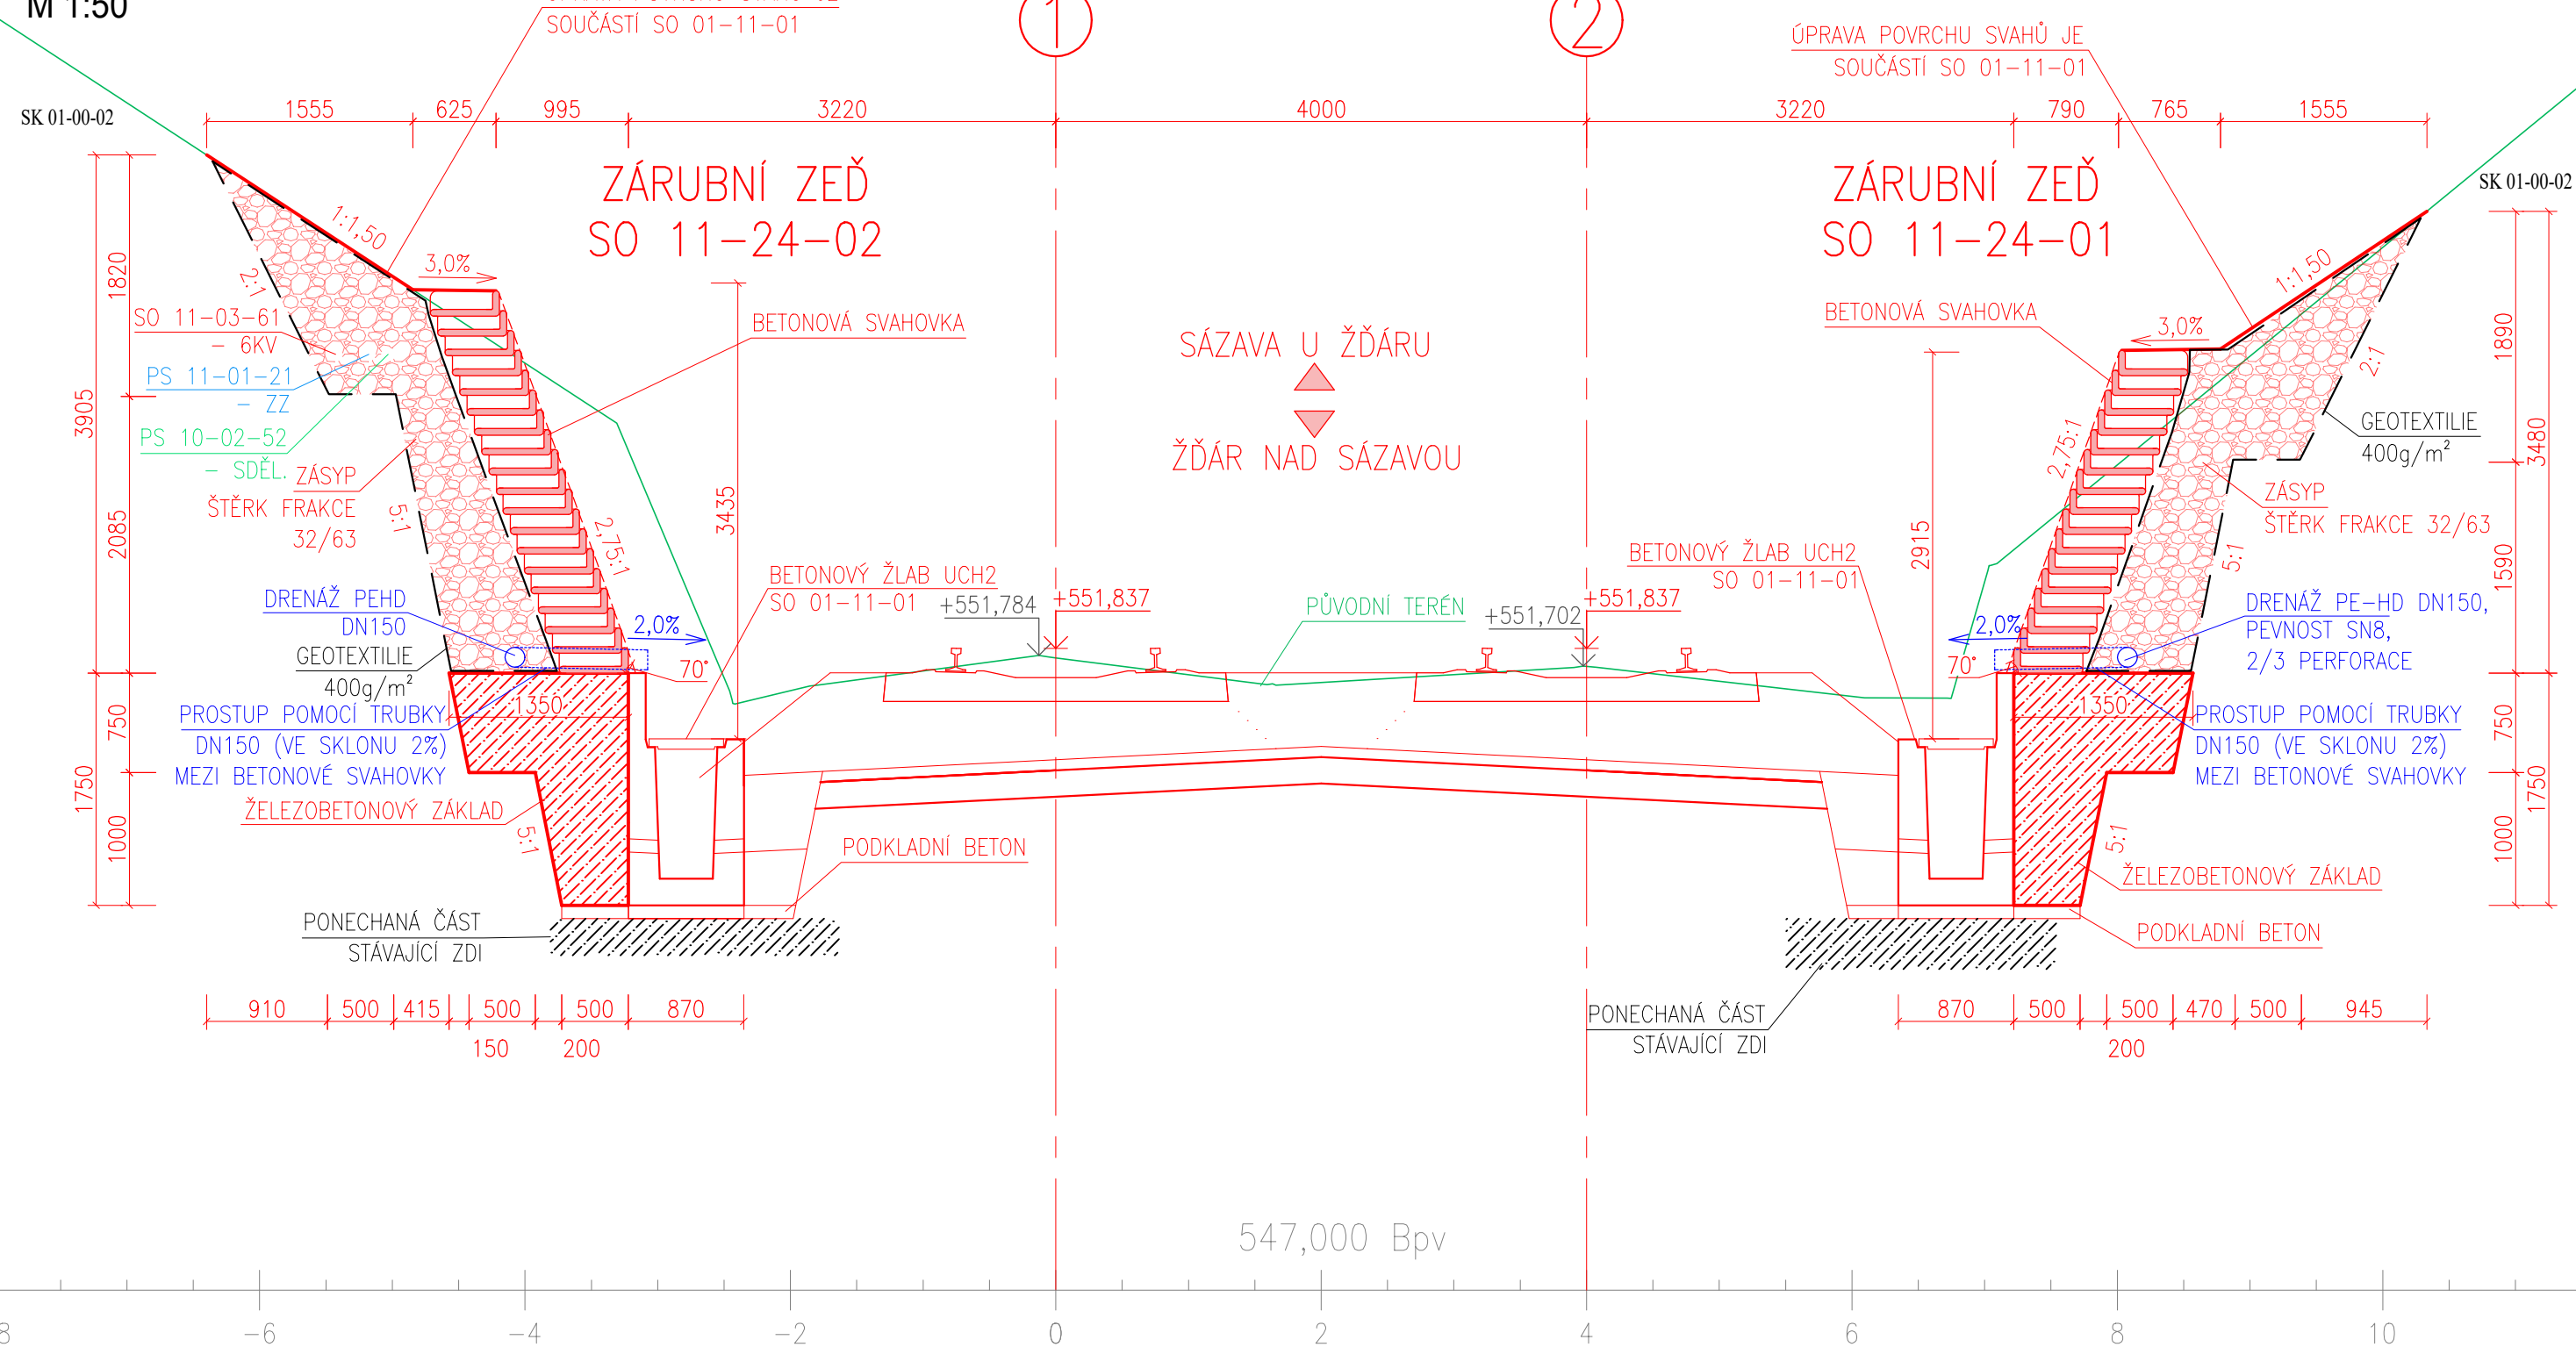 M 1:50
SOUČÁSTÍ SO 01-11-01
1
2
ÚPRAVA POVRCHU SVAHŮ JE
SOUČÁSTÍ SO 01-11-01
SK 01-00-02
1555
625
995
3220
4000
3220
790
765
1555
SK 01-00-02
ZÁRUBNÍ ZEĎ
SO 11-24-02
ZÁRUBNÍ ZEĎ
SO 11-24-01
1:1,50
3,0%
2:1
1820
3905
2085
SO 11-03-61
- 6KV
PS 11-01-21
- ZZ
PS 10-02-52
- SDĚL.
ZÁSYP
ŠTĚRK FRAKCE
32/63
5:1
BETONOVÁ SVAHOVKA
2,75:1
3435
SÁZAVA U ŽĎÁRU
ŽĎÁR NAD SÁZAVOU
BETONOVÁ SVAHOVKA
3,0%
1:1,50
2:1
2,75:1
2915
GEOTEXTILIE
400g/m²
ZÁSYP
ŠTĚRK FRAKCE 32/63
5:1
1890
3480
1590
DRENÁŽ PEHD
DN150
GEOTEXTILIE
400g/m²
2,0%
70°
BETONOVÝ ŽLAB UCH2
SO 01-11-01
+551,784
+551,837
PŮVODNÍ TERÉN
+551,702
+551,837
BETONOVÝ ŽLAB UCH2
SO 01-11-01
2,0%
70°
DRENÁŽ PE-HD DN150,
PEVNOST SN8,
2/3 PERFORACE
1350
PROSTUP POMOCÍ TRUBKY
DN150 (VE SKLONU 2%)
MEZI BETONOVÉ SVAHOVKY
750
1750
1000
ŽELEZOBETONOVÝ ZÁKLAD
5:1
PODKLADNÍ BETON
PONECHANÁ ČÁST
STÁVAJÍCÍ ZDI
1350
PROSTUP POMOCÍ TRUBKY
DN150 (VE SKLONU 2%)
MEZI BETONOVÉ SVAHOVKY
750
1750
1000
5:1
ŽELEZOBETONOVÝ ZÁKLAD
PODKLADNÍ BETON
PONECHANÁ ČÁST
STÁVAJÍCÍ ZDI
910
500
415
500
500
870
150
200
870
500
500
470
500
945
200
547,000 Bpv
8
-6
-4
-2
0
2
4
6
8
10